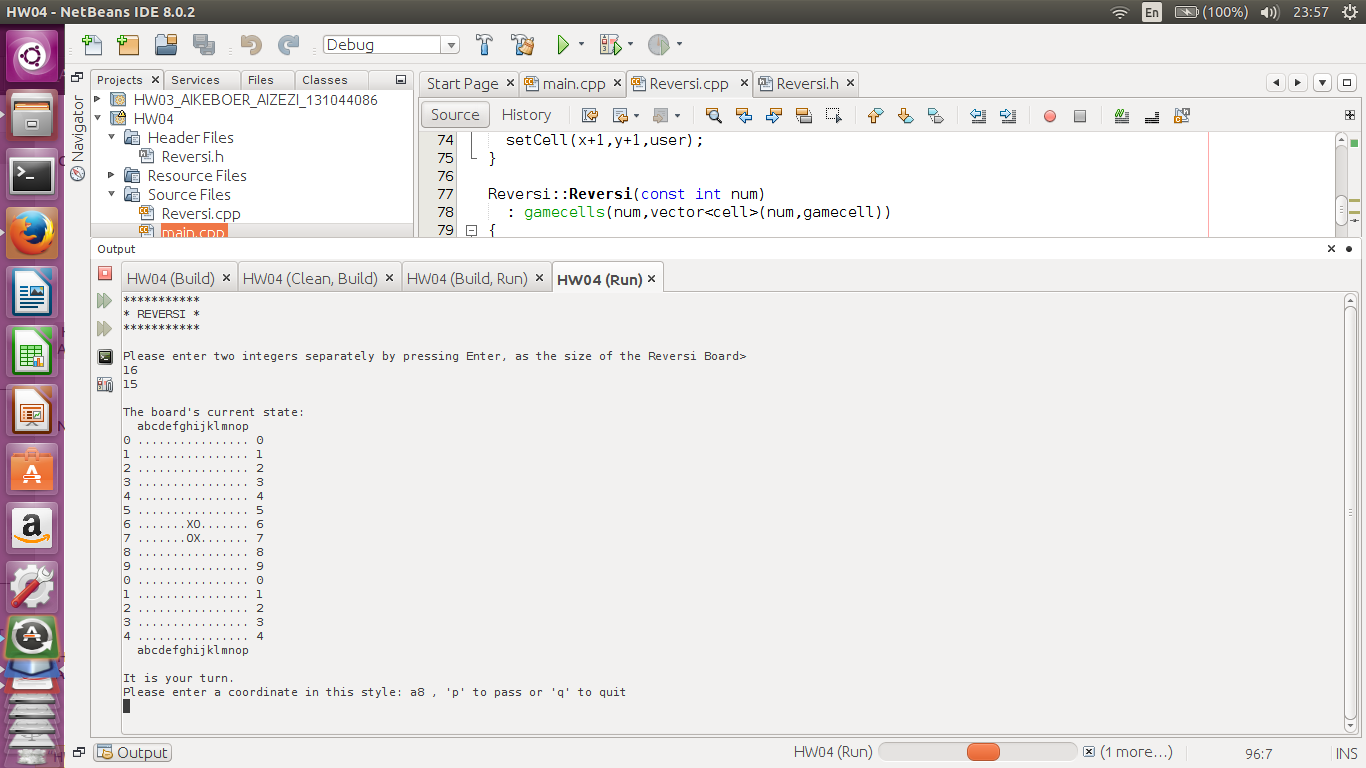 HW04 - NetBeans IDE 8.0.2
En
(100%)
23:57
Debug
Projects Services Files Classes
Navigator
HW03_AIKEBOER_AIZEZI_131044086
HW04
Header Files
Reversi.h
Resource Files
Source Files
Reversi.cpp
main.cpp
Start Page main.cpp Reversi.cpp Reversi.h
Source History
74 setCell(x+1,y+1,user);
75 }
76
77 Reversi::Reversi(const int num)
78 : gamecells(num,vector<cell>(num,gamecell))
79 {
Output
HW04 (Build) HW04 (Clean, Build) HW04 (Build, Run) HW04 (Run)
***********
* REVERSI *
***********
Please enter two integers separately by pressing Enter, as the size of the Reversi Board>
16
15
The board's current state:
abcdefghijklmnop
0 ................ 0
1 ................ 1
2 ................ 2
3 ................ 3
4 ................ 4
5 ................ 5
6 .......XO....... 6
7 .......OX....... 7
8 ................ 8
9 ................ 9
0 ................ 0
1 ................ 1
2 ................ 2
3 ................ 3
4 ................ 4
abcdefghijklmnop
It is your turn.
Please enter a coordinate in this style: a8 , 'p' to pass or 'q' to quit
Output
HW04 (Run)
(1 more...)
96:7
INS